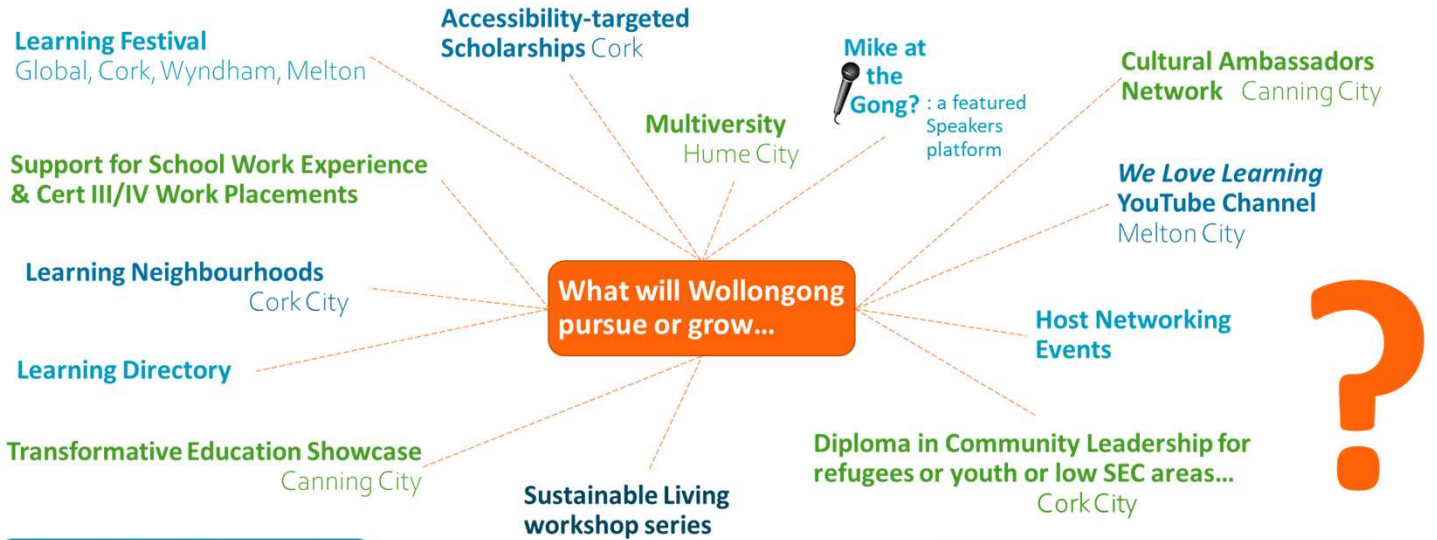 Learning Festival
Global, Cork, Wyndham, Melton
Accessibility-targeted
Scholarships Cork
Mike at
the
Gong? : a featured
Speakers
platform
Cultural Ambassadors
Network Canning City
Multiversity
Hume City
Support for School Work Experience
& Cert III/IV Work Placements
We Love Learning
YouTube Channel
Melton City
Learning Neighbourhoods
Cork City
What will Wollongong
pursue or grow...
Host Networking
Events
?
Learning Directory
Transformative Education Showcase
Canning City
Sustainable Living
workshop series
Diploma in Community Leadership for
refugees or youth or low SEC areas...
Cork City